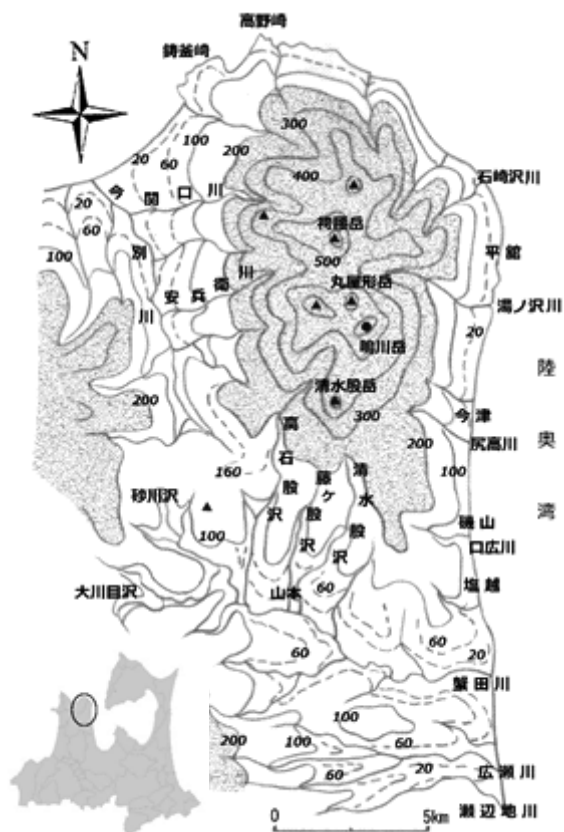 高野崎
鋳釜崎
N
300
100
20
60
200
石崎沢川
400
関口川
20
袴腰岳
60
平舘
100
500
別川
安兵衛川
丸屋形岳
湯ノ沢川
20
鳴川岳
陸奥湾
清水股岳
今津
200
300
200
尻高川
高石股沢
160
藤ケ股沢
清水股沢
100
砂川沢
磯山
100
口広川
大川目沢
山本
60
塩越
60
60
20
蟹田川
100
200
100
60
広瀬川
60
20
瀬辺地川
0
5km